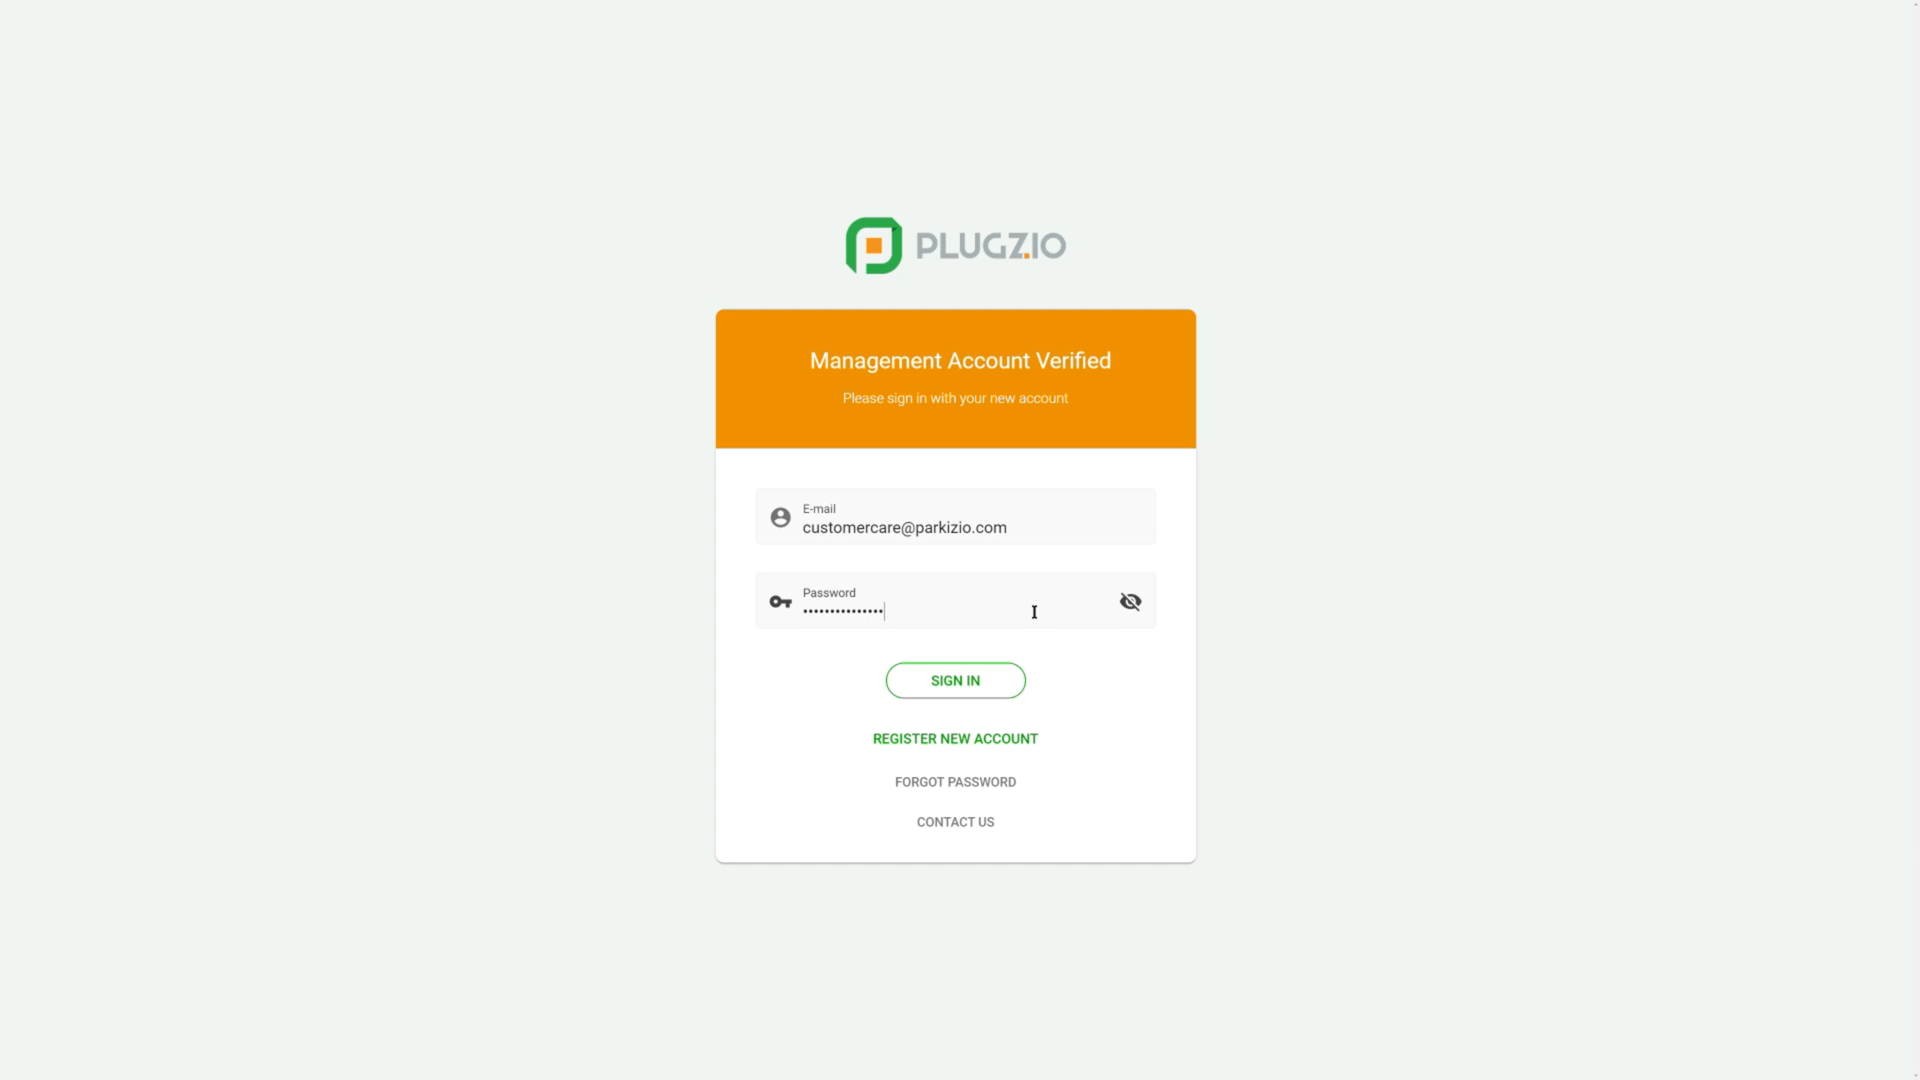 PLUGZ.IO
Management Account Verified
Please sign in with your new account
E-mail
customercare@parkizio.com
Password
•••••••••••••••
SIGN IN
REGISTER NEW ACCOUNT
FORGOT PASSWORD
CONTACT US